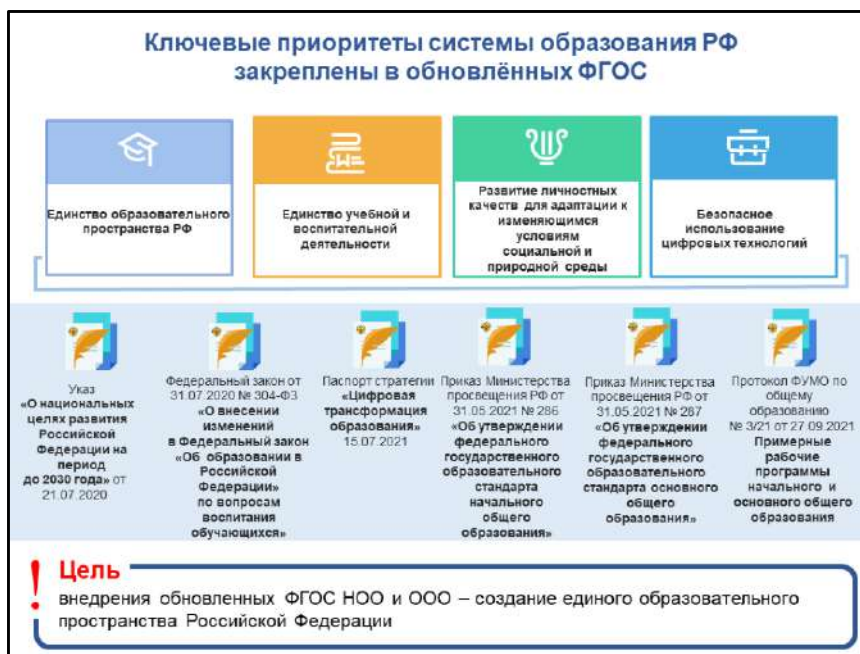 Ключевые приоритеты системы образования РФ
закреплены в обновлённых ФГОС
Единство образовательного
пространства РФ
Единство учебной и
воспитательной
деятельности
Развитие личностных
качеств для адаптации к
изменяющимся
условиям
социальной и
природной среды
Безопасное
использование
цифровых технологий
Указ
«О национальных
целях развития
Российской
Федерации на
период
до 2030 года» от
21.07.2020
Федеральный закон от
31.07.2020 № 304-ФЗ
«О внесении
изменений
в Федеральный закон
«Об образовании в
Российской
Федерации»
по вопросам
воспитания
обучающихся»
Паспорт стратегии
«Цифровая
трансформация
образования»
15.07.2021
Приказ Министерства
просвещения РФ от
31.05.2021 № 286
«Об утверждении
федерального
государственного
образовательного
стандарта
начального
общего
образования»
Приказ Министерства
просвещения РФ от
31.05.2021 № 287
«Об утверждении
федерального
государственного
образовательного
стандарта основного
общего
образования»
Протокол ФУМО по
общему
образованию
№ 3/21 от 27.09.2021
Примерные
рабочие
программы
начального и
основного общего
образования
! Цель
внедрения обновленных ФГОС НОО и ООО – создание единого образовательного
пространства Российской Федерации